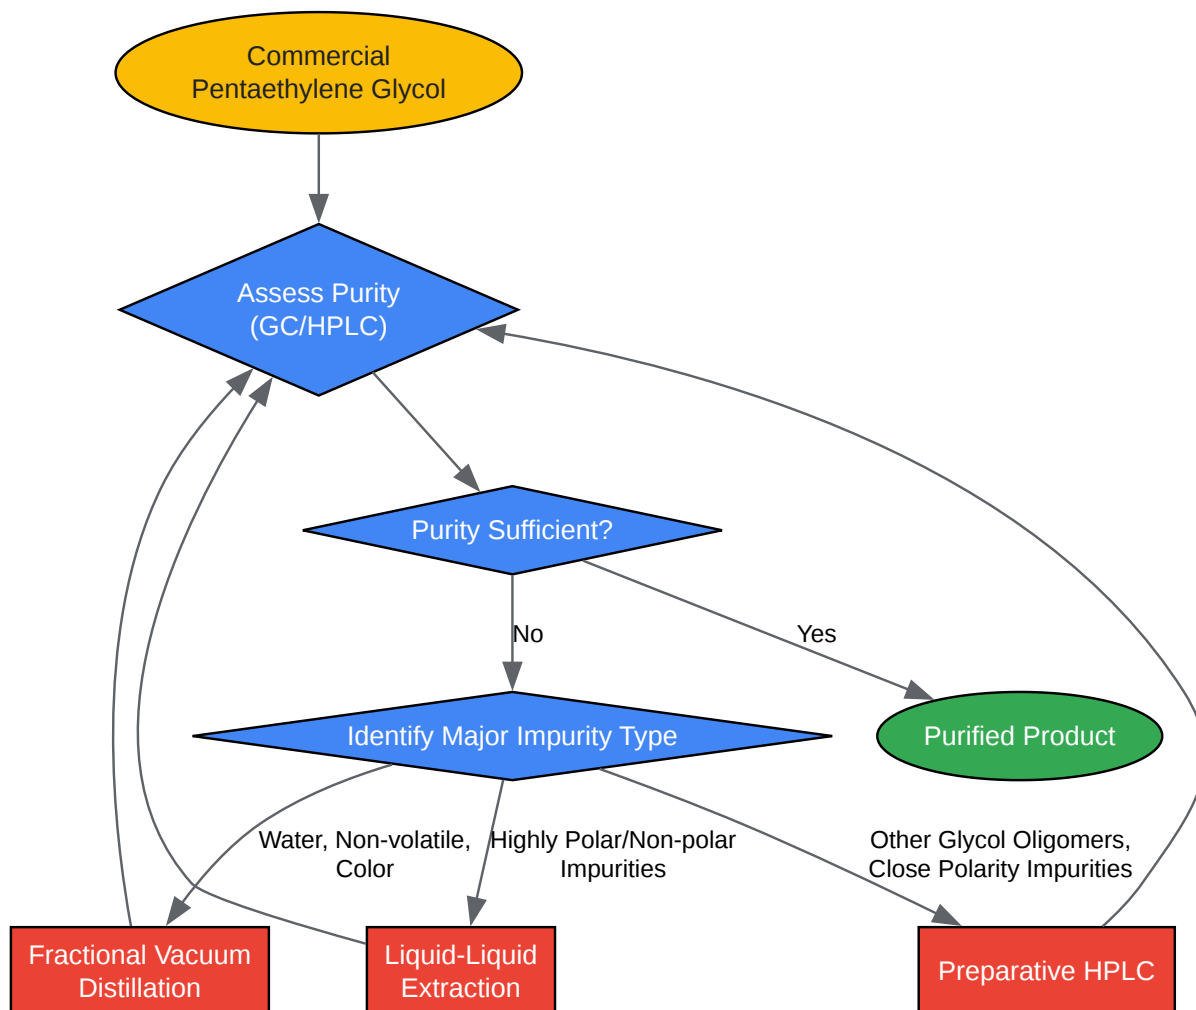 Commercial
Pentaethylene Glycol
Assess Purity
(GC/HPLC)
Purity Sufficient?
No
Yes
Identify Major Impurity Type
Purified Product
Water, Non-volatile,
Color
Highly Polar/Non-polar
Impurities
Other Glycol Oligomers,
Close Polarity Impurities
Fractional Vacuum
Distillation
Liquid-Liquid
Extraction
Preparative HPLC